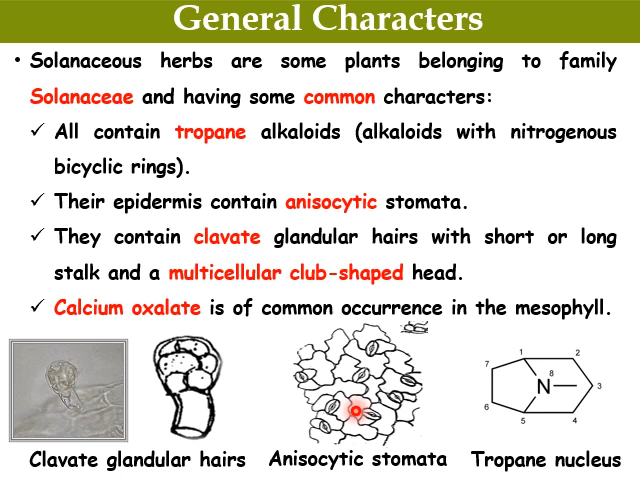 General Characters
• Solanaceous herbs are some plants belonging to family
Solanaceae and having some common characters:
✓ All contain tropane alkaloids (alkaloids with nitrogenous
bicyclic rings).
✓ Their epidermis contain anisocytic stomata.
✓ They contain clavate glandular hairs with short or long
stalk and a multicellular club-shaped head.
✓ Calcium oxalate is of common occurrence in the mesophyll.
1 2
7 8
N 3
6
5 4
Clavate glandular hairs Anisocytic stomata Tropane nucleus